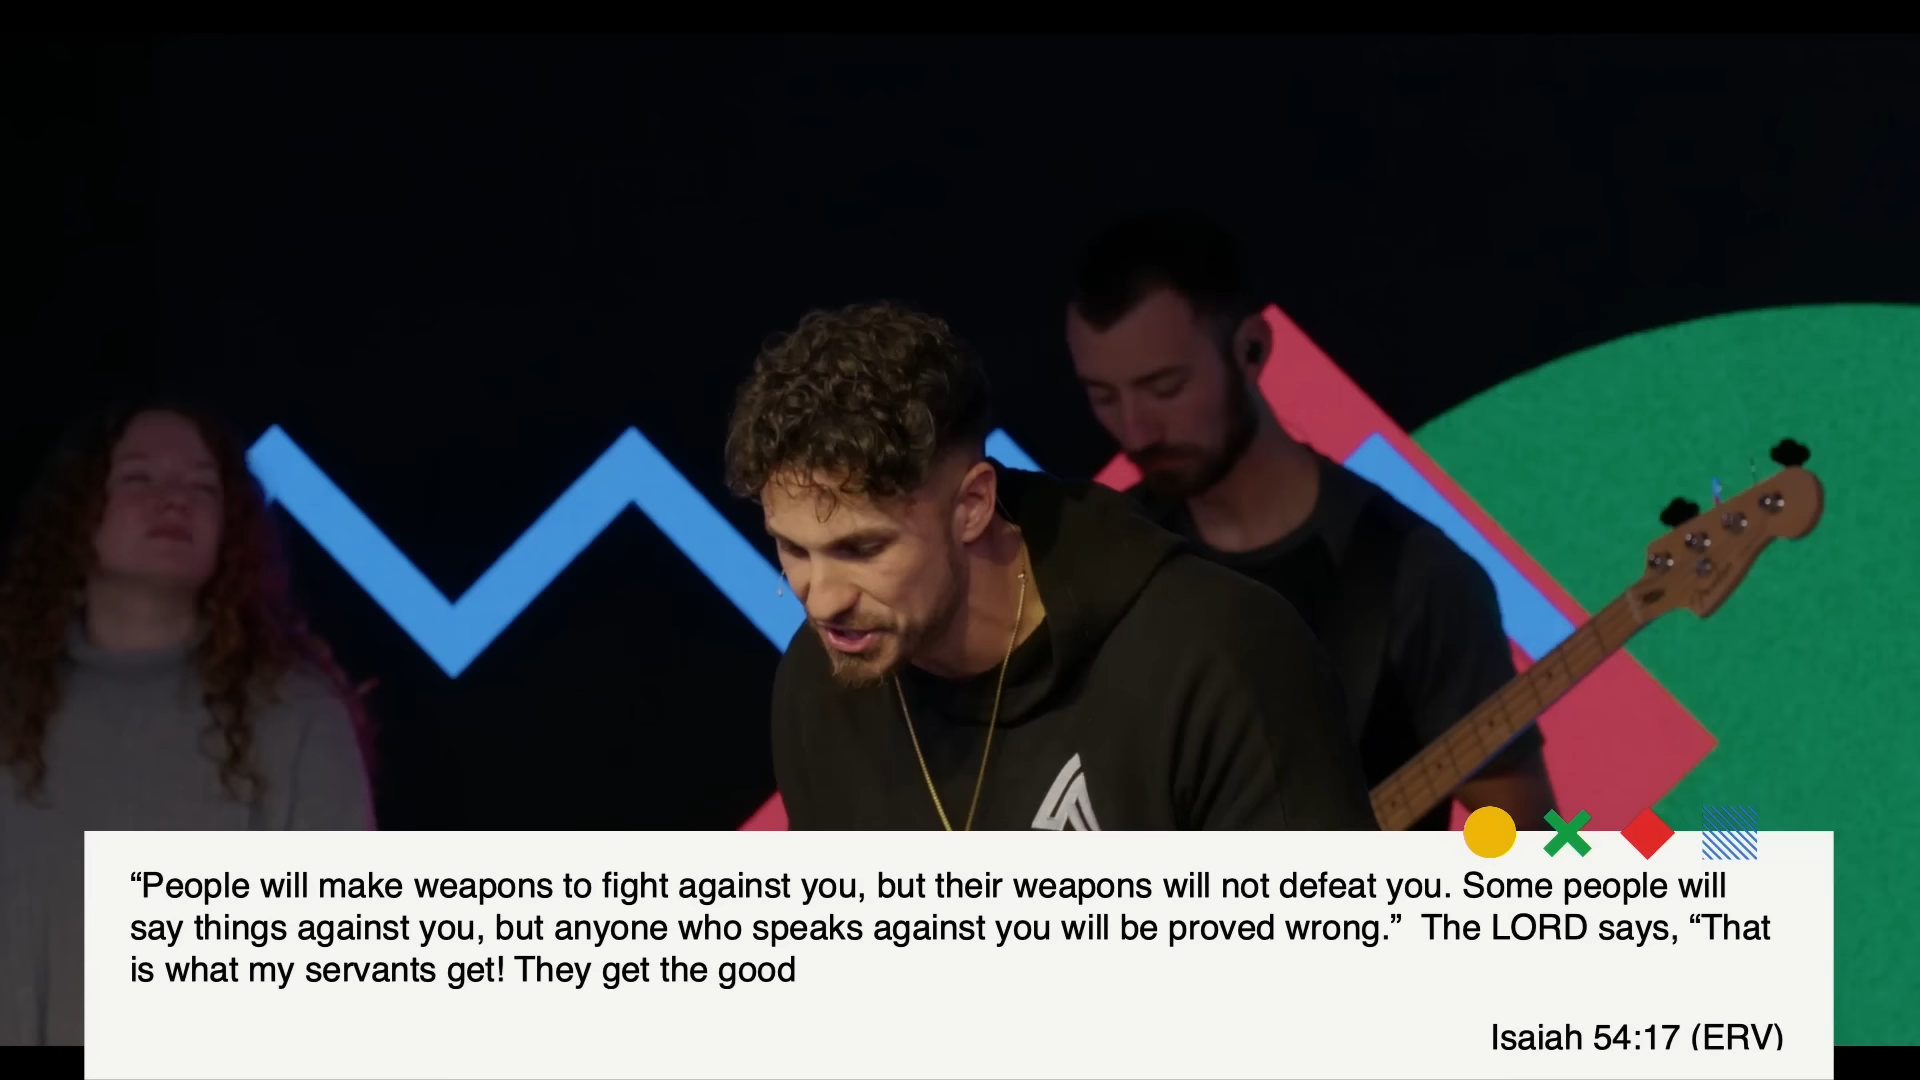 “People will make weapons to fight against you, but their weapons will not defeat you. Some people will
say things against you, but anyone who speaks against you will be proved wrong.”  The LORD says, “That
is what my servants get! They get the good
Isaiah 54:17 (ERV)